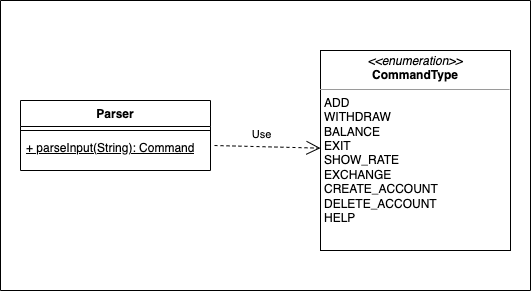 Parser
+ parseInput(String): Command
Use
<<enumeration>>
CommandType
ADD
WITHDRAW
BALANCE
EXIT
SHOW_RATE
EXCHANGE
CREATE_ACCOUNT
DELETE_ACCOUNT
HELP